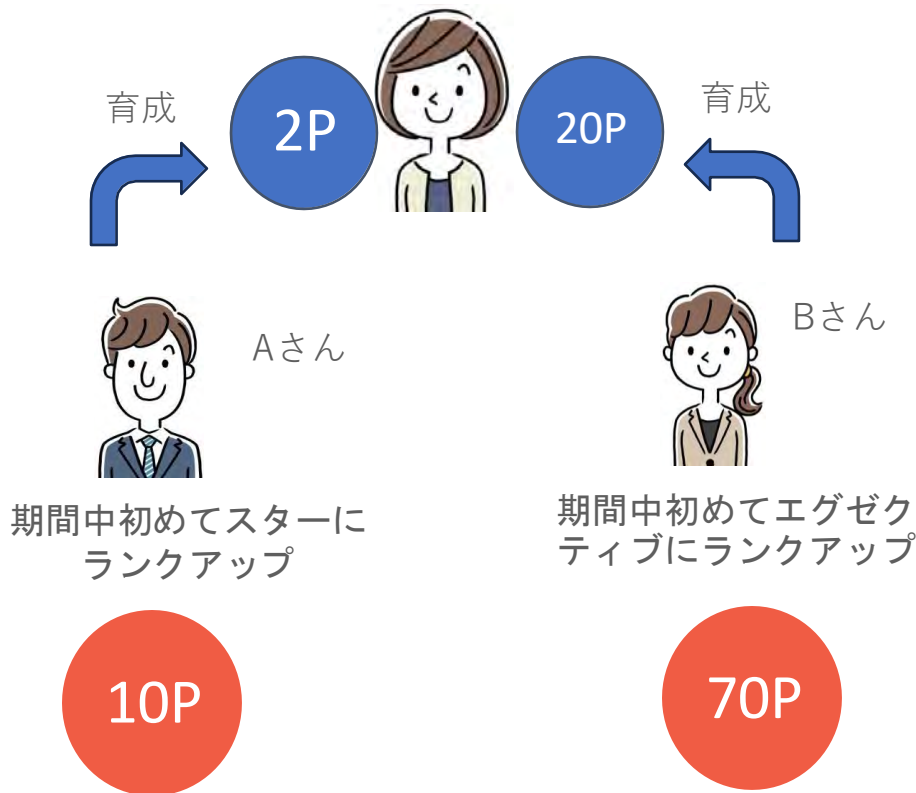 育成
2P
20P
育成
Aさん
Bさん
期間中初めてスターに
ランクアップ
期間中初めてエグゼク
ティブにランクアップ
10P
70P